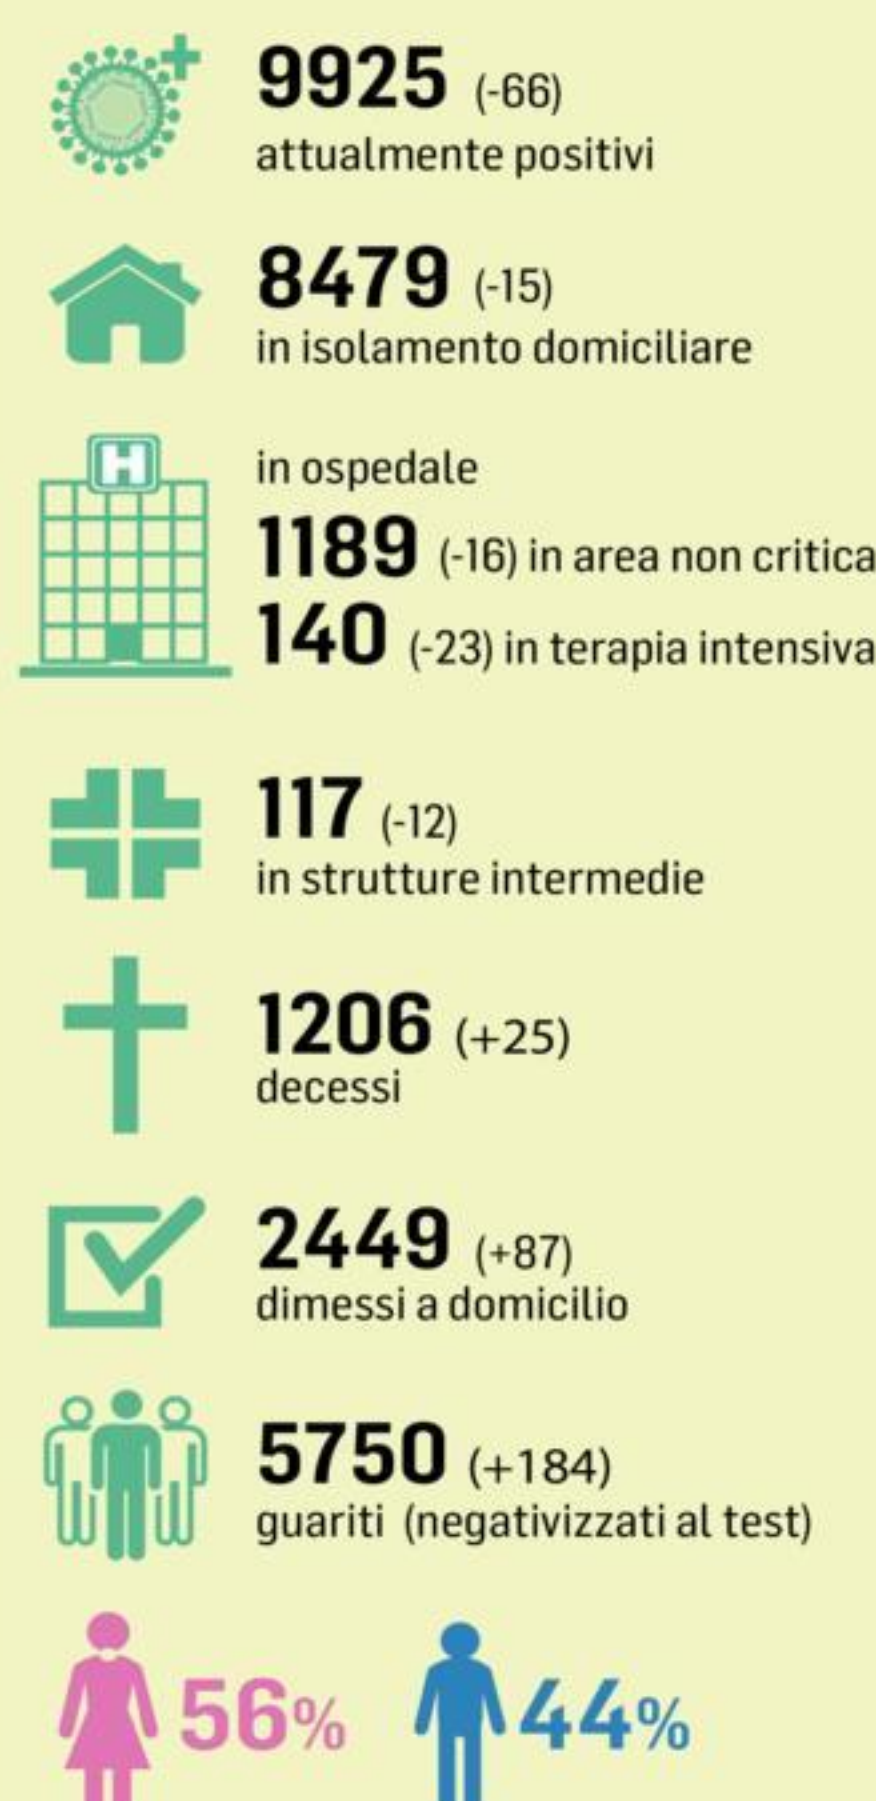 9925 (-66)
attualmente positivi
8479 (-15)
in isolamento domiciliare
H
in ospedale
1189 (-16) in area non critica
140 (-23) in terapia intensiva
117 (-12)
in strutture intermedie
1206 (+25)
decessi
2449 (+87)
dimessi a domicilio
5750 (+184)
guariti (negativizzati al test)
56% 44%